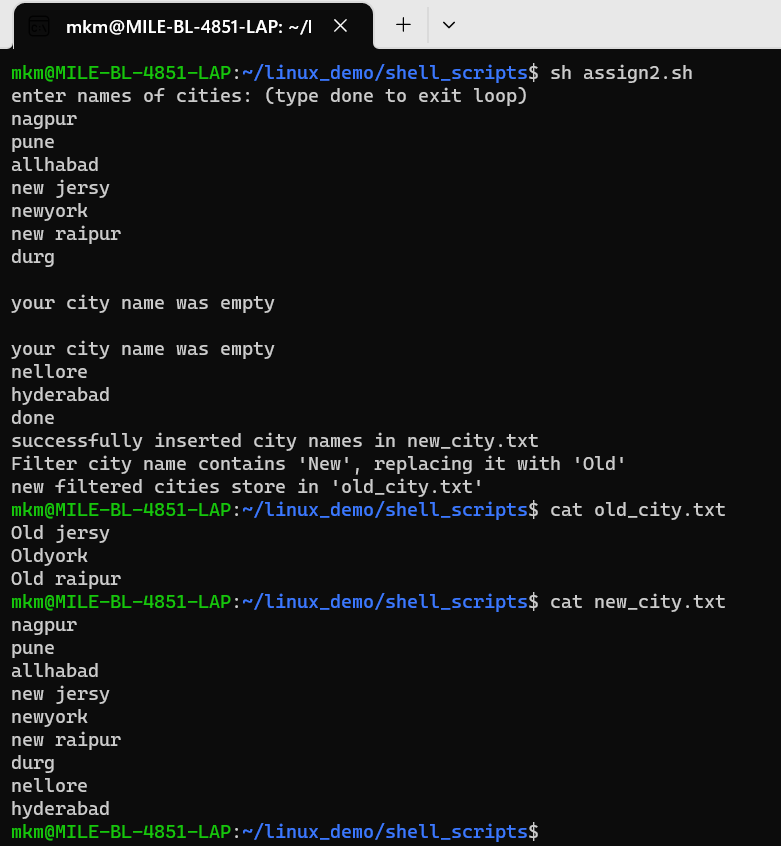 mkm@MILE-BL-4851-LAP: ~/l
mkm@MILE-BL-4851-LAP:~/linux_demo/shell_scripts$ sh assign2.sh
enter names of cities: (type done to exit loop)
nagpur
pune
allhabad
new jersy
newyork
new raipur
durg
your city name was empty
your city name was empty
nellore
hyderabad
done
successfully inserted city names in new_city.txt
Filter city name contains 'New', replacing it with 'Old'
new filtered cities store in 'old_city.txt'
mkm@MILE-BL-4851-LAP:~/linux_demo/shell_scripts$ cat old_city.txt
Old jersy
Oldyork
Old raipur
mkm@MILE-BL-4851-LAP:~/linux_demo/shell_scripts$ cat new_city.txt
nagpur
pune
allhabad
new jersy
newyork
new raipur
durg
nellore
hyderabad
mkm@MILE-BL-4851-LAP:~/linux_demo/shell_scripts$